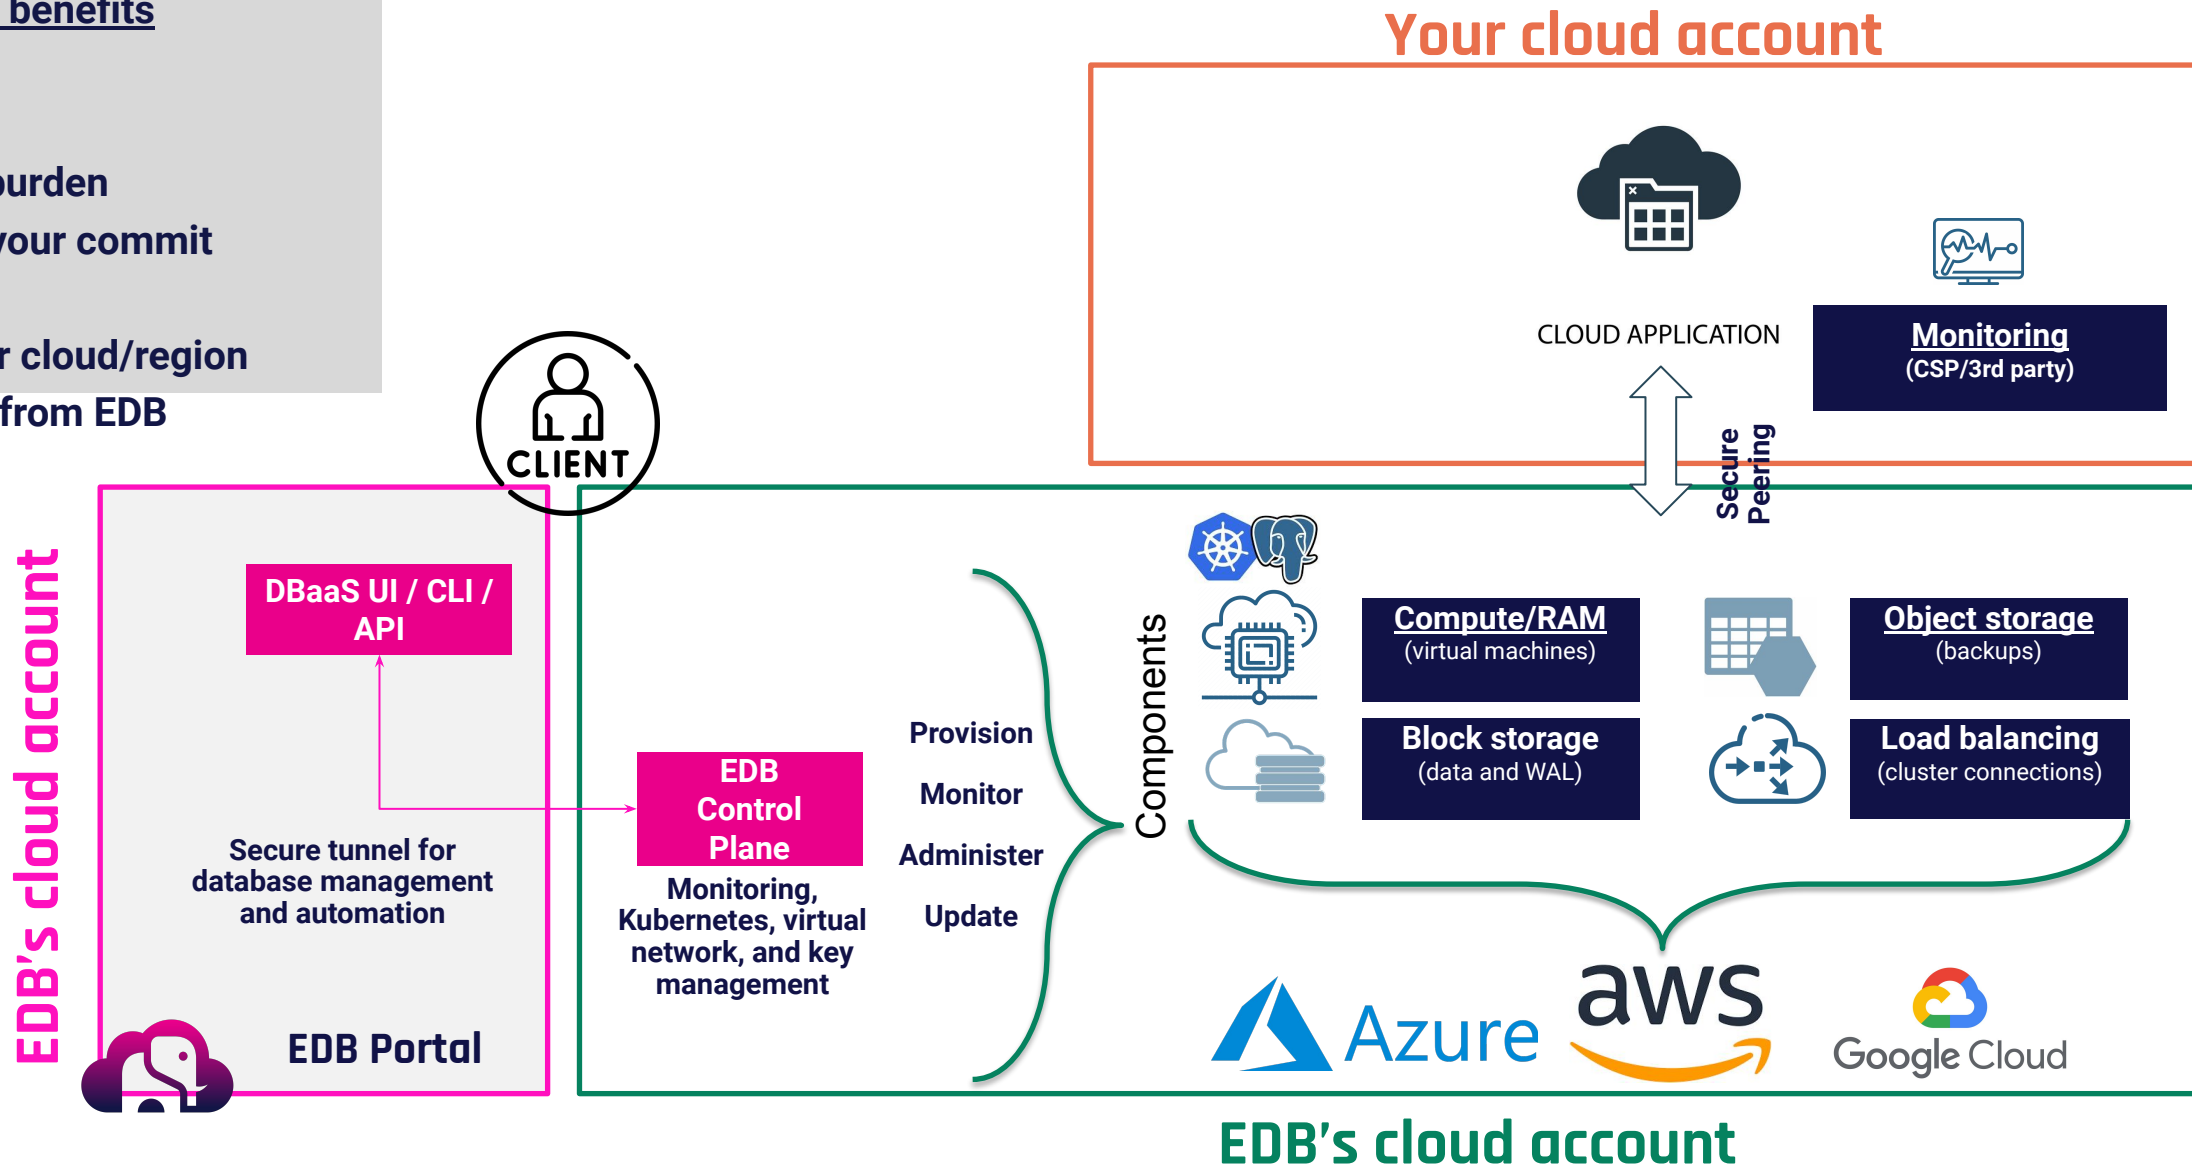 benefits
burden
your commit
r cloud/region
from EDB
Your cloud account
CLOUD APPLICATION
Monitoring
(CSP/3rd party)
Secure
Peering
CLIENT
EDB's cloud account
DBaaS UI / CLI /
API
Secure tunnel for
database management
and automation
EDB Portal
EDB
Control
Plane
Monitoring,
Kubernetes, virtual
network, and key
management
Provision
Monitor
Administer
Update
Components
Compute/RAM
(virtual machines)
Object storage
(backups)
Block storage
(data and WAL)
Load balancing
(cluster connections)
Azure
aws
Google Cloud
EDB's cloud account